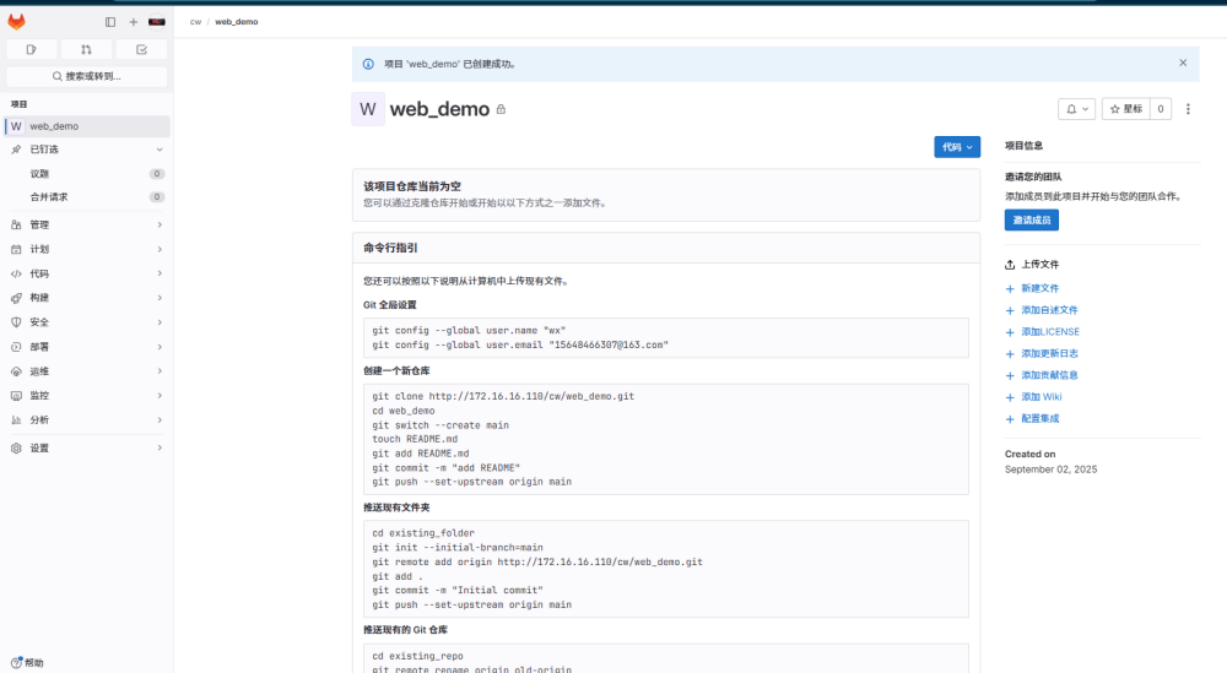 cw / web_demo
搜索或转到...
项目
W web_demo
已钉选
议题 0
合并请求 0
管理
计划
代码
构建
安全
部署
运维
监控
分析
设置
帮助
项目 'web_demo' 已创建成功。
W web_demo
星标 0
代码
该项目仓库当前为空
您可以通过克隆仓库开始或开始以以下方式之一添加文件。
命令行指引
您还可以按照以下说明从计算机中上传现有文件。
Git 全局设置
git config --global user.name "wx"
git config --global user.email "15648466307@163.com"
创建一个新仓库
git clone http://172.16.16.110/cw/web_demo.git
cd web_demo
git switch --create main
touch README.md
git add README.md
git commit -m "add README"
git push --set-upstream origin main
推送现有文件夹
cd existing_folder
git init --initial-branch=main
git remote add origin http://172.16.16.110/cw/web_demo.git
git add .
git commit -m "Initial commit"
git push --set-upstream origin main
推送现有的 Git 仓库
cd existing_repo
git remote rename origin old-origin
项目信息
邀请您的团队
添加成员到此项目并开始与您的团队合作。
邀请成员
上传文件
+ 新建文件
+ 添加自述文件
+ 添加LICENSE
+ 添加更新日志
+ 添加贡献信息
+ 添加 Wiki
+ 配置集成
Created on
September 02, 2025